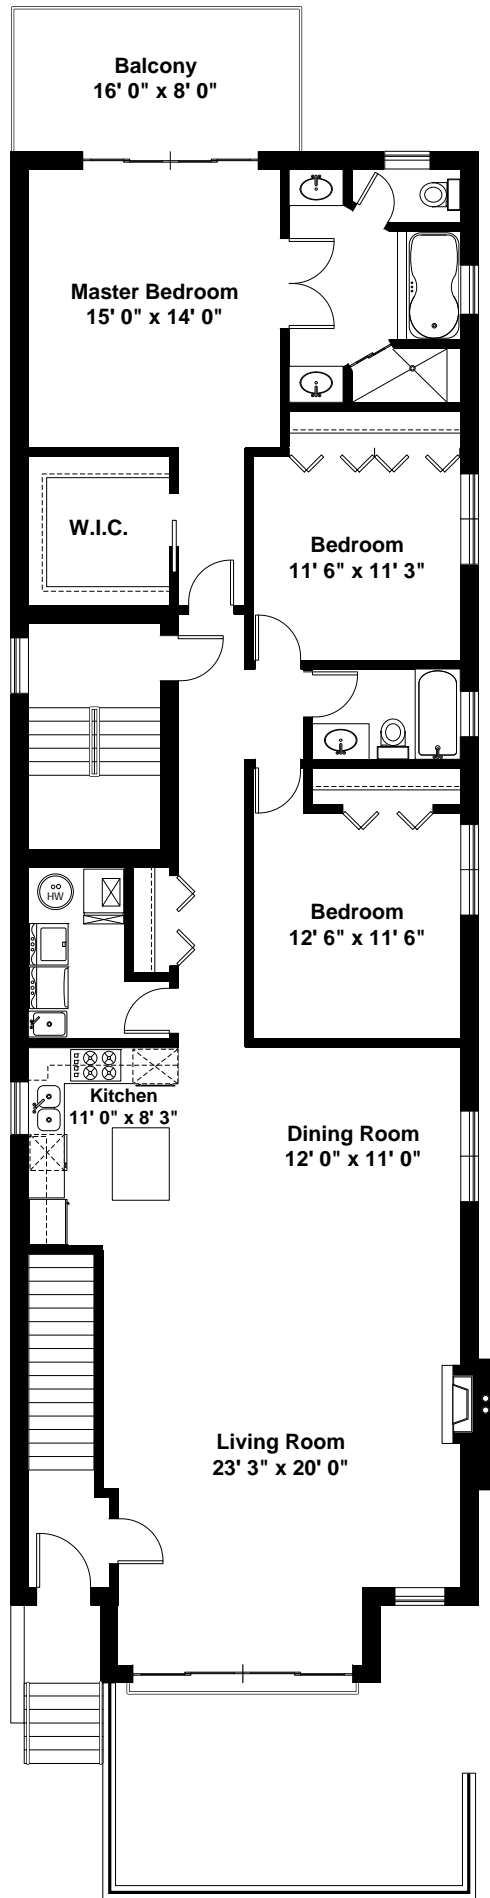 Balcony
16' 0" x 8' 0"
Master Bedroom
15' 0" x 14' 0"
W.I.C.
Bedroom
11' 6" x 11' 3"
HW
Bedroom
12' 6" x 11' 6"
Kitchen
11' 0" x 8' 3"
Dining Room
12' 0" x 11' 0"
Living Room
23' 3" x 20' 0"